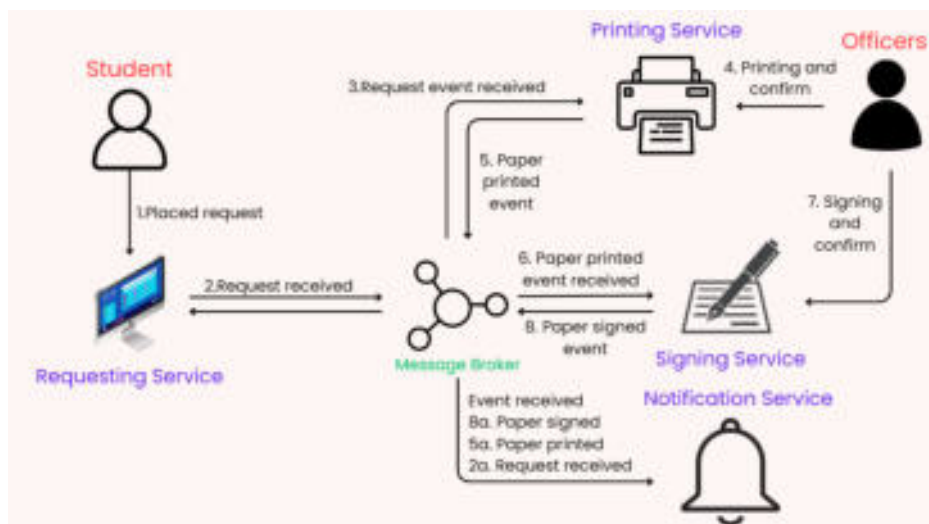 Printing Service
Officers
Student
3.Request event received
4. Printing and
confirm
5. Paper
printed
event
1.Placed request
7. Signing
and
confirm
6. Paper printed
event received
2.Request received
8. Paper signed
event
Message Broker
Signing Service
Requesting Service
Notification Service
Event received
8a. Paper signed
5a. Paper printed
2a. Request received